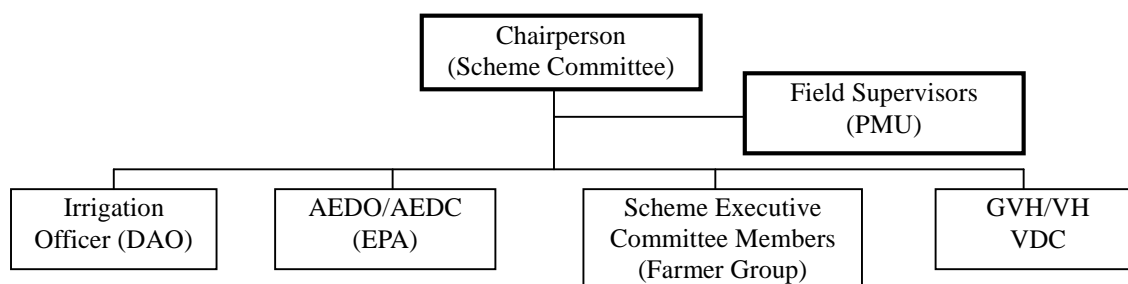 Chairperson
(Scheme Committee)
Field Supervisors
(PMU)
Irrigation
Officer (DAO)
AEDO/AEDC
(EPA)
Scheme Executive
Committee Members
(Farmer Group)
GVH/VH
VDC